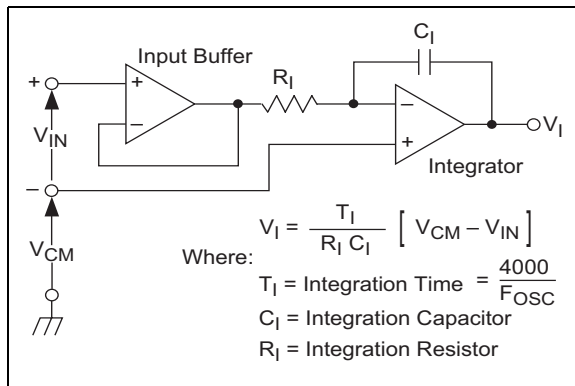 C_I
Input Buffer
R_I
+
+
−
−
V_I
V_IN
+
Integrator
−
V_CM
V_I = T_I / R_I C_I [ V_CM – V_IN ]
Where:
T_I = Integration Time = 4000 / F_OSC
C_I = Integration Capacitor
R_I = Integration Resistor